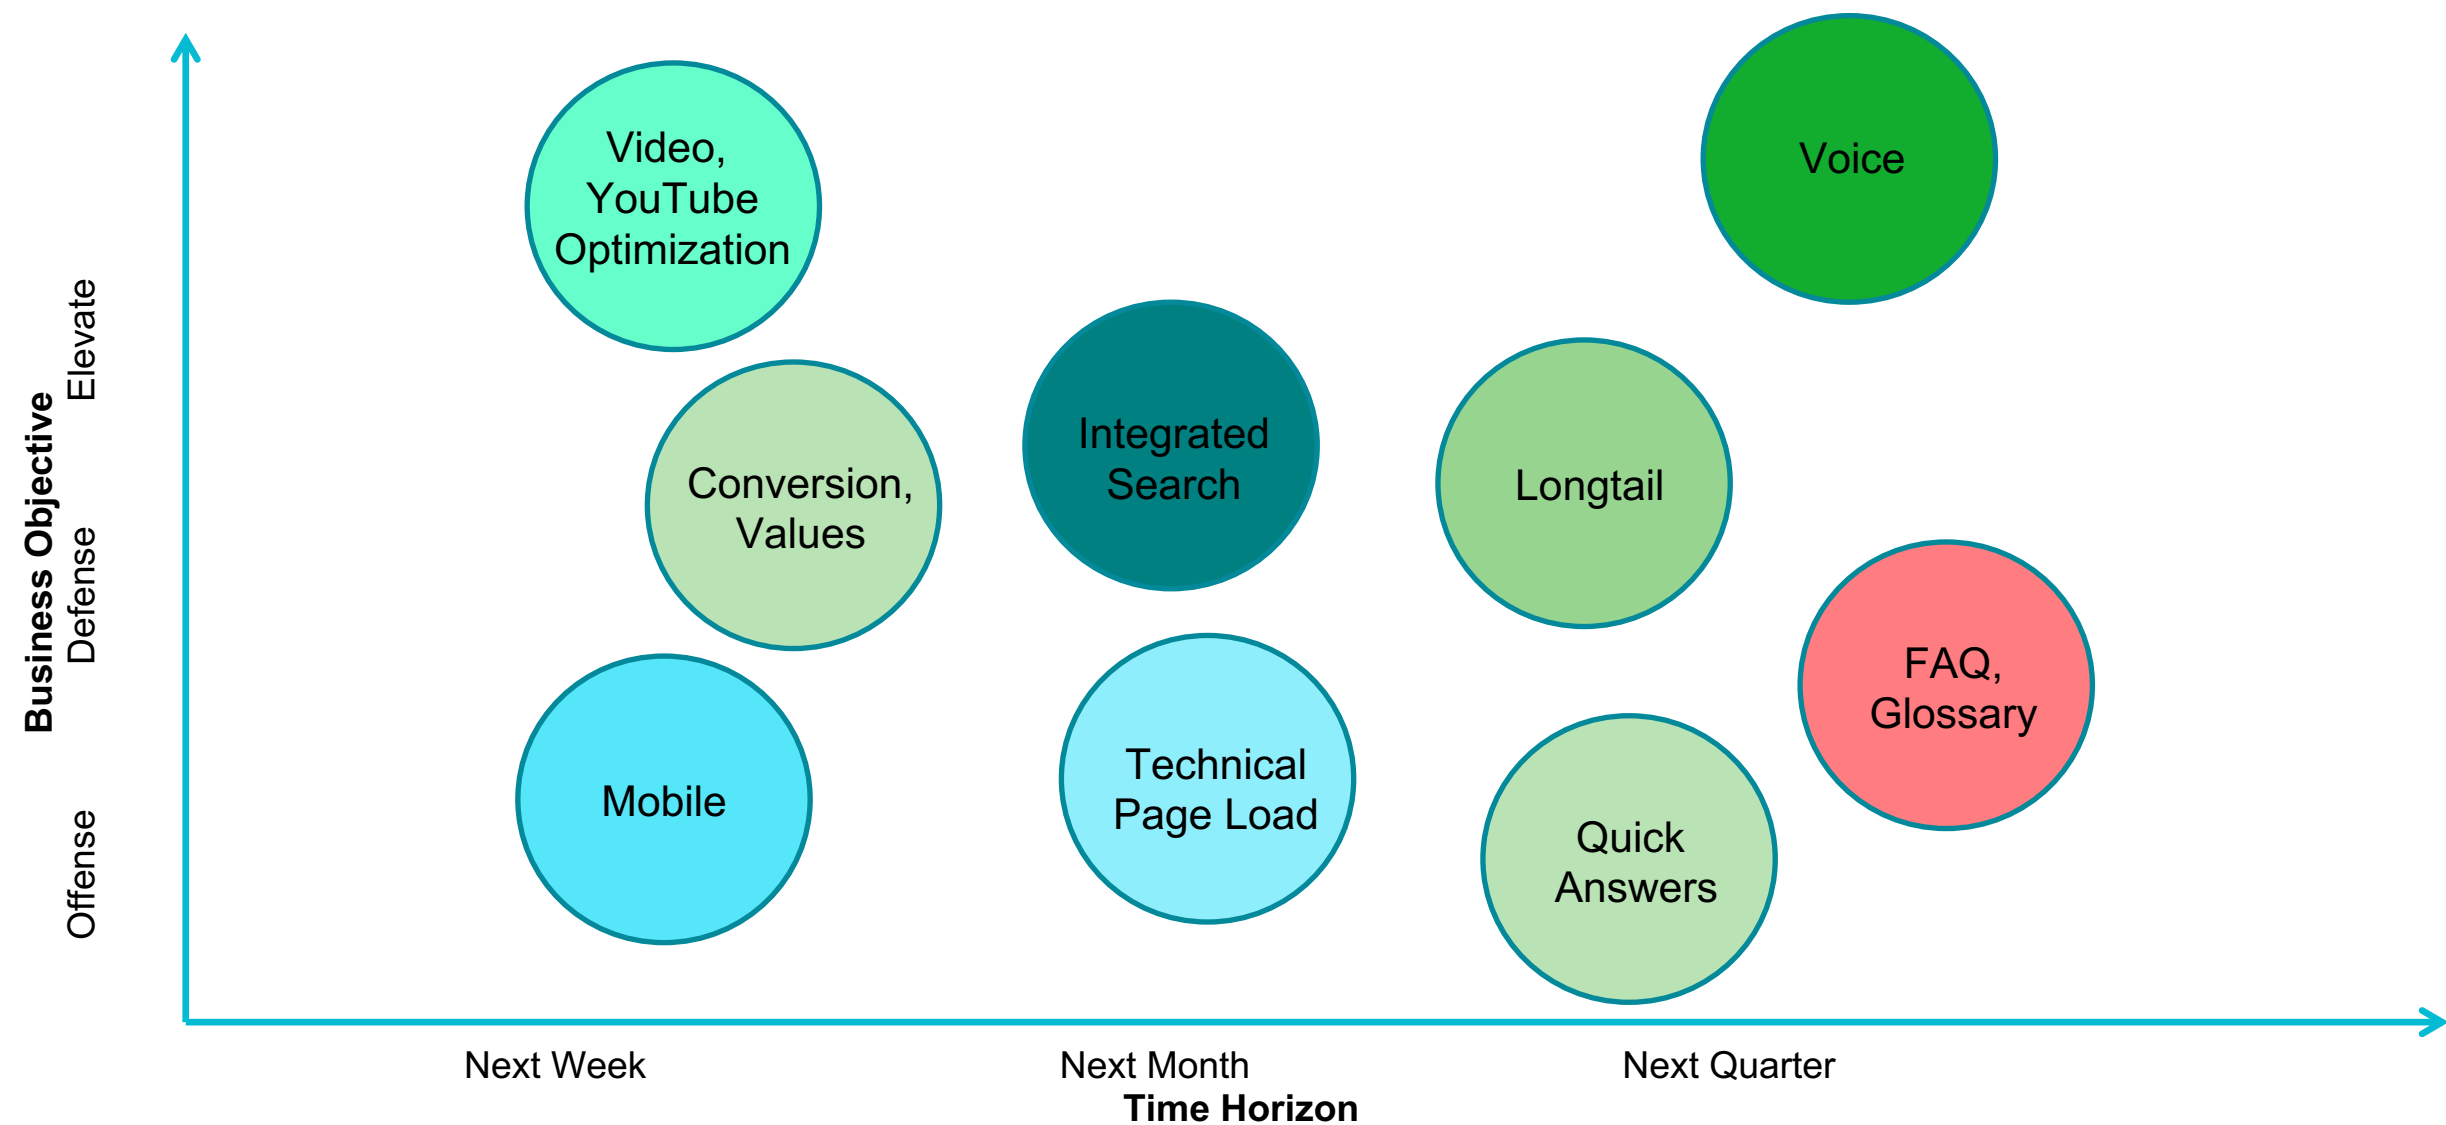 Video,
YouTube
Optimization
Voice
Integrated
Search
Conversion,
Values
Longtail
FAQ,
Glossary
Mobile
Technical
Page Load
Quick
Answers
Business Objective
Elevate
Defense
Offense
Next Week
Next Month
Next Quarter
Time Horizon